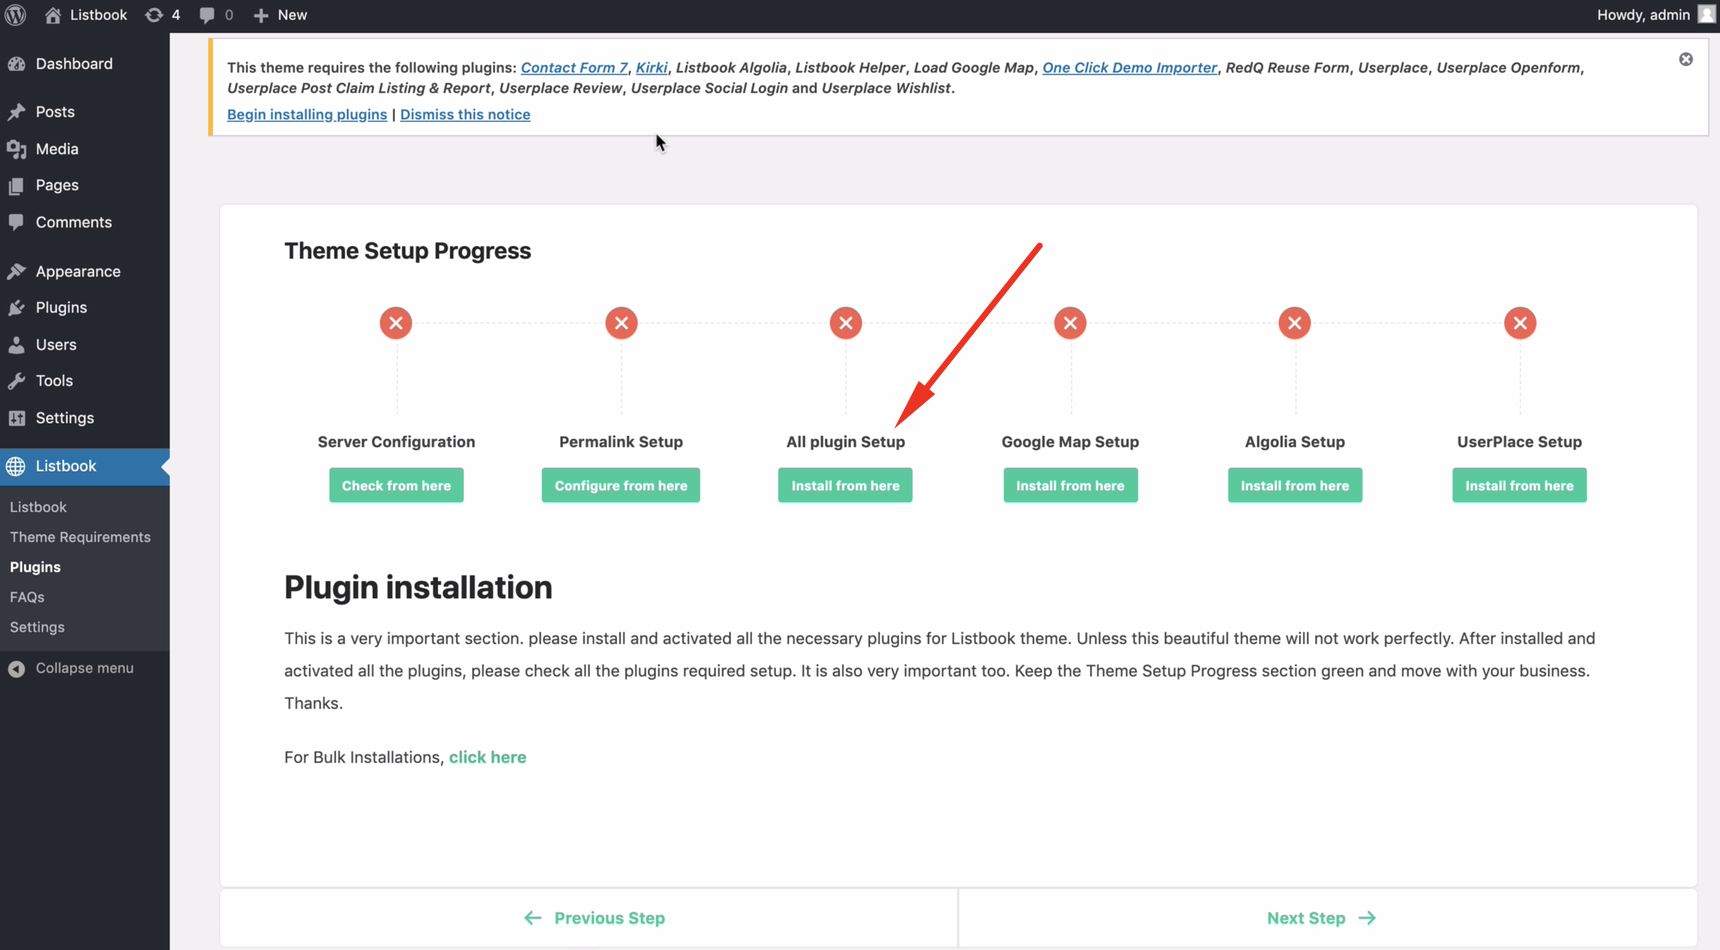 Listbook 4 0 New Howdy, admin
Dashboard
Posts
Media
Pages
Comments
Appearance
Plugins
Users
Tools
Settings
Listbook
Listbook
Theme Requirements
Plugins
FAQs
Settings
Collapse menu
This theme requires the following plugins: Contact Form 7, Kirki, Listbook Algolia, Listbook Helper, Load Google Map, One Click Demo Importer, RedQ Reuse Form, Userplace, Userplace Openform,
Userplace Post Claim Listing & Report, Userplace Review, Userplace Social Login and Userplace Wishlist.
Begin installing plugins | Dismiss this notice
Theme Setup Progress
Server Configuration Permalink Setup All plugin Setup Google Map Setup Algolia Setup UserPlace Setup
Check from here Configure from here Install from here Install from here Install from here Install from here
Plugin installation
This is a very important section. please install and activated all the necessary plugins for Listbook theme. Unless this beautiful theme will not work perfectly. After installed and
activated all the plugins, please check all the plugins required setup. It is also very important too. Keep the Theme Setup Progress section green and move with your business.
Thanks.
For Bulk Installations, click here
← Previous Step Next Step →